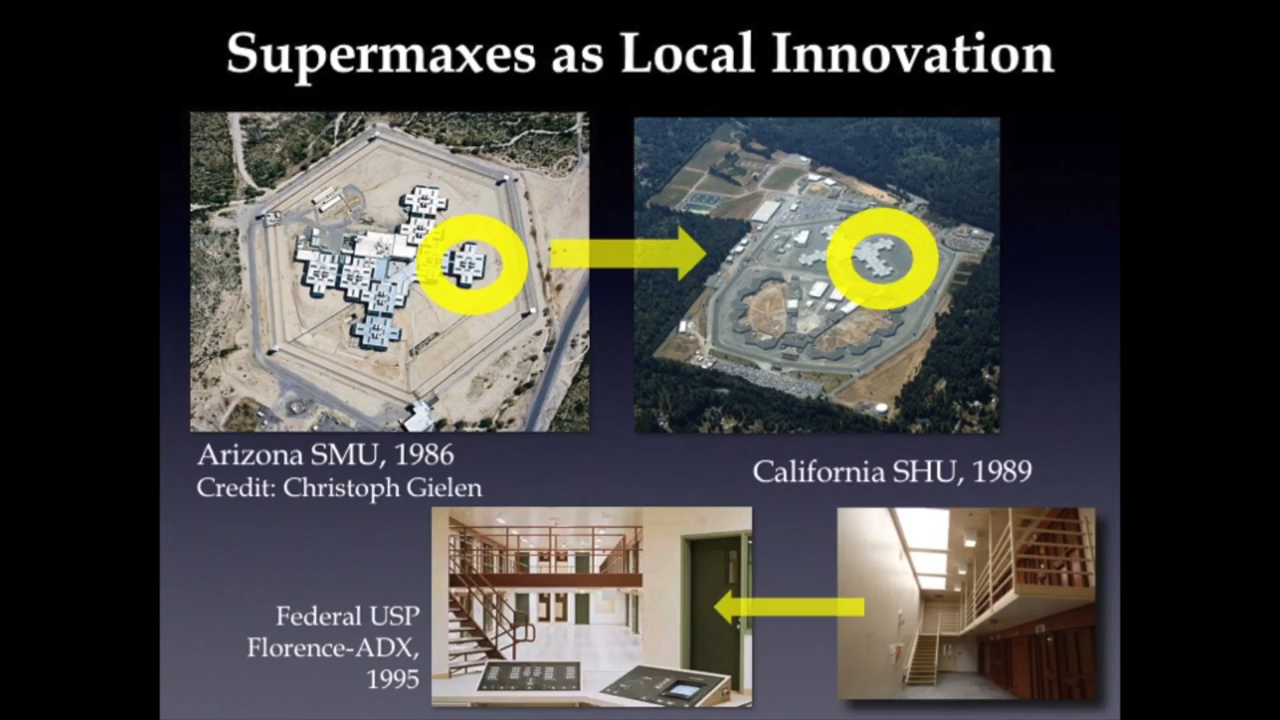 Supermaxes as Local Innovation
Arizona SMU, 1986
Credit: Christoph Gielen
California SHU, 1989
Federal USP
Florence-ADX,
1995